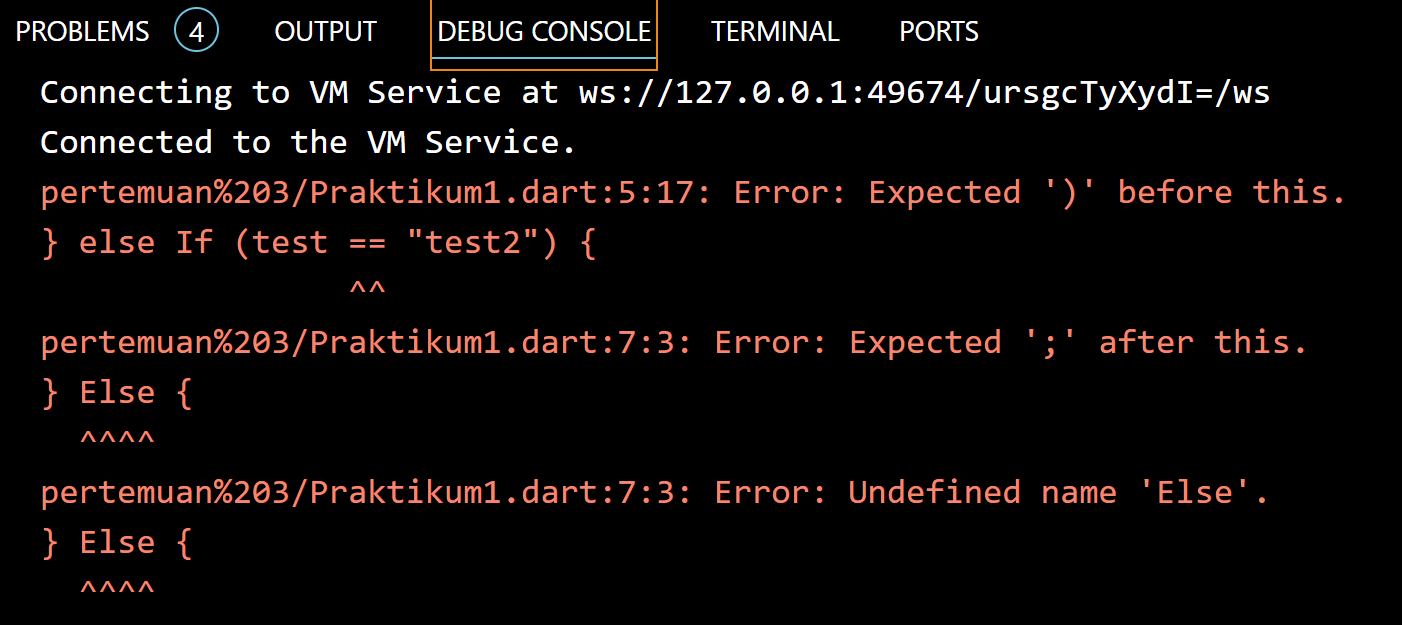 PROBLEMS 4 OUTPUT DEBUG CONSOLE TERMINAL PORTS
Connecting to VM Service at ws://127.0.0.1:49674/ursgcTyXydI=/ws
Connected to the VM Service.
pertemuan%203/Praktikum1.dart:5:17: Error: Expected ')' before this.
} else If (test == "test2") {
                ^^
pertemuan%203/Praktikum1.dart:7:3: Error: Expected ';' after this.
} Else {
  ^^^^
pertemuan%203/Praktikum1.dart:7:3: Error: Undefined name 'Else'.
} Else {
  ^^^^